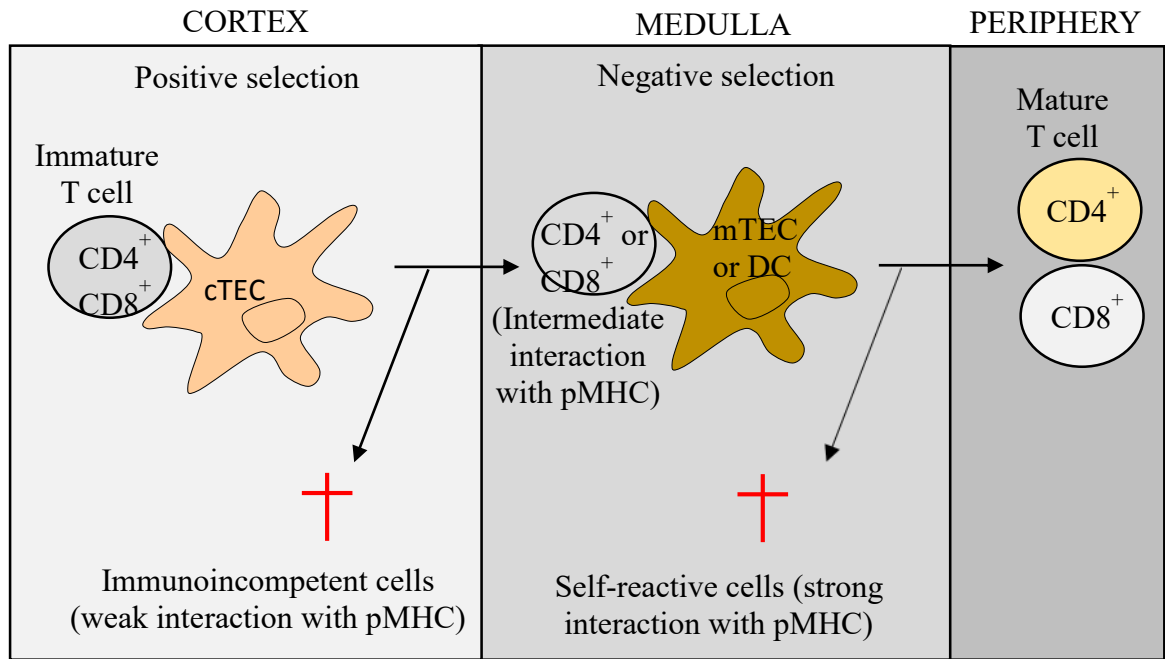 CORTEX
MEDULLA
PERIPHERY
Positive selection
Immature
T cell
CD4+
CD8+
cTEC
Immunoincompetent cells
(weak interaction with pMHC)
Negative selection
CD4+ or
CD8+
(Intermediate
interaction
with pMHC)
mTEC
or DC
Self-reactive cells (strong
interaction with pMHC)
Mature
T cell
CD4+
CD8+